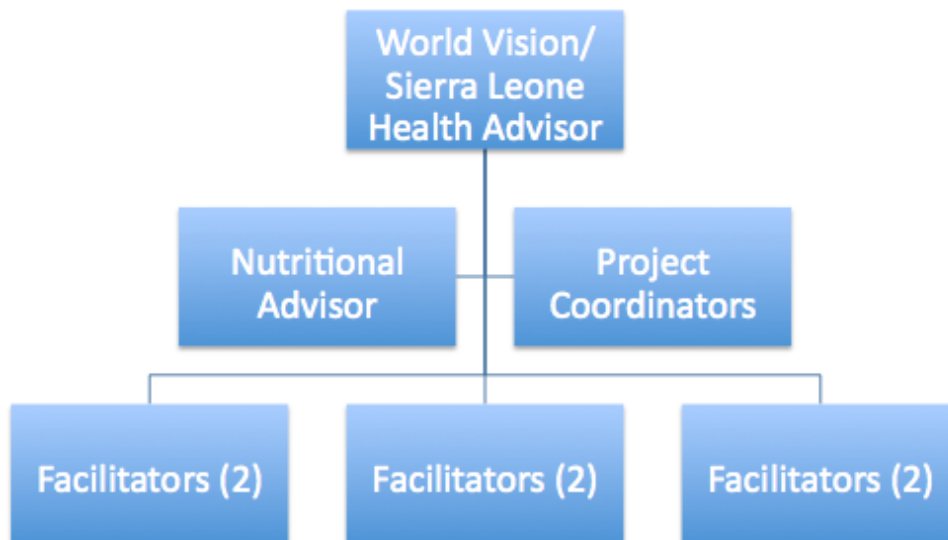 World Vision/
Sierra Leone
Health Advisor
Nutritional
Advisor
Project
Coordinators
Facilitators (2)
Facilitators (2)
Facilitators (2)